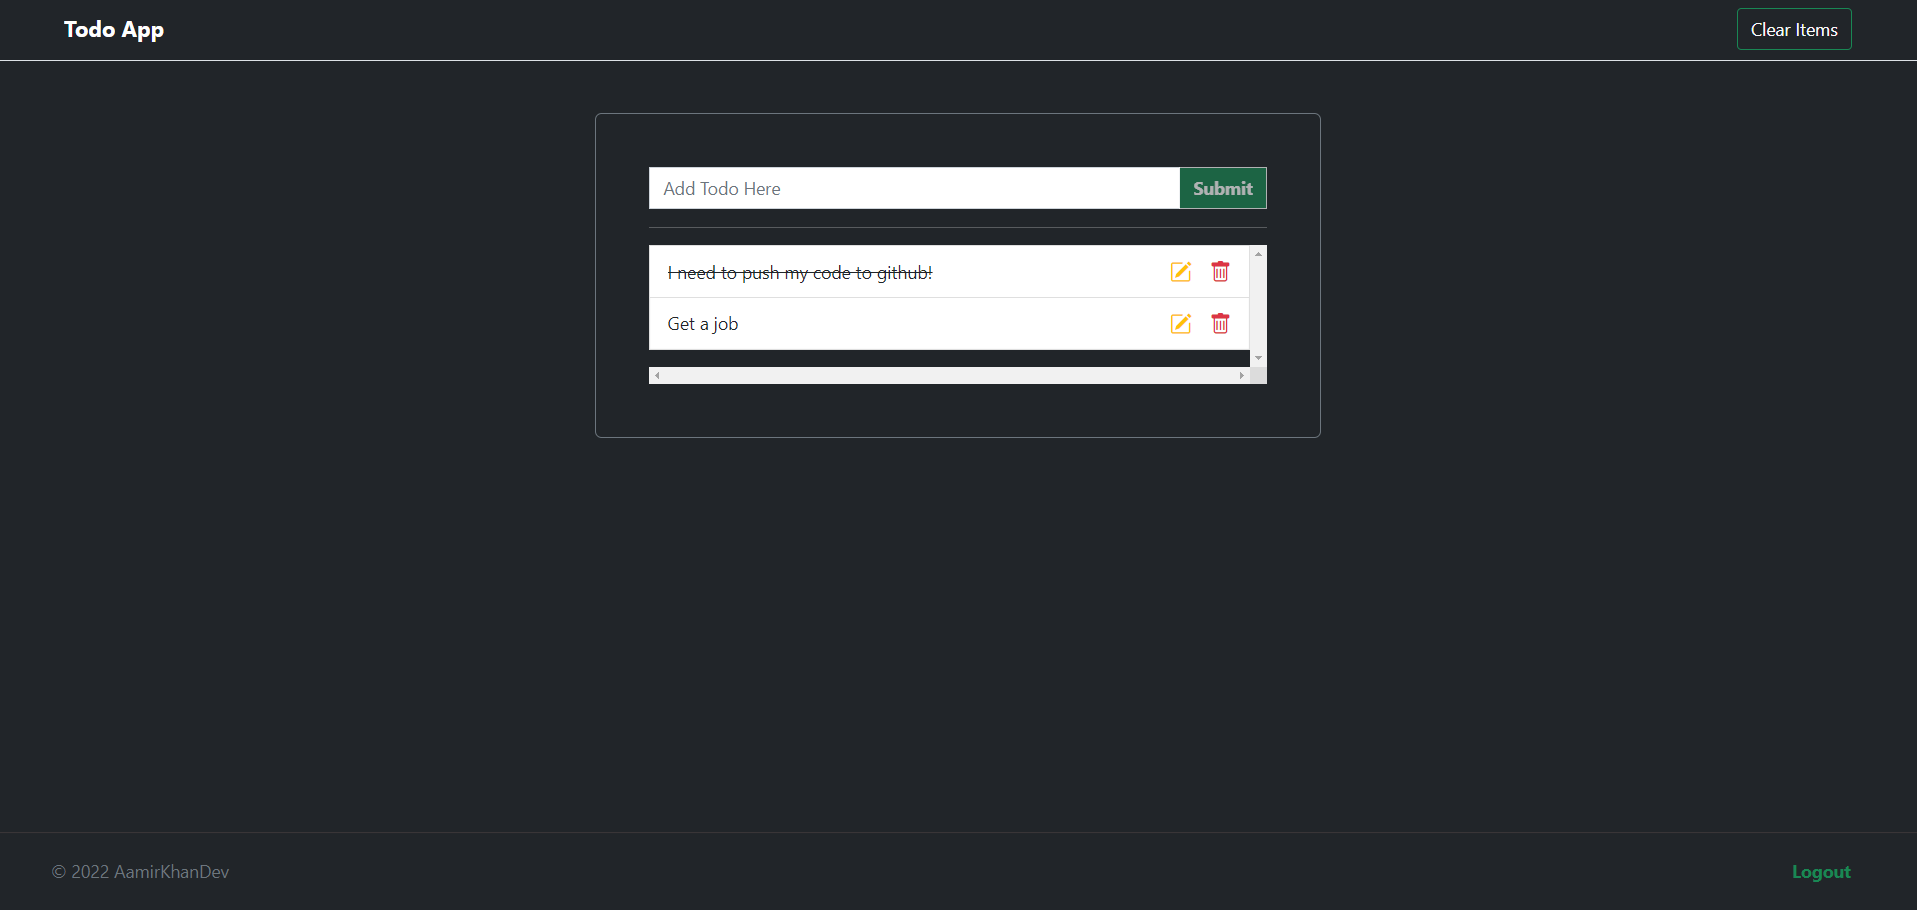 Todo App
Clear Items
Add Todo Here
Submit
I need to push my code to github!
Get a job
© 2022 AamirKhanDev
Logout